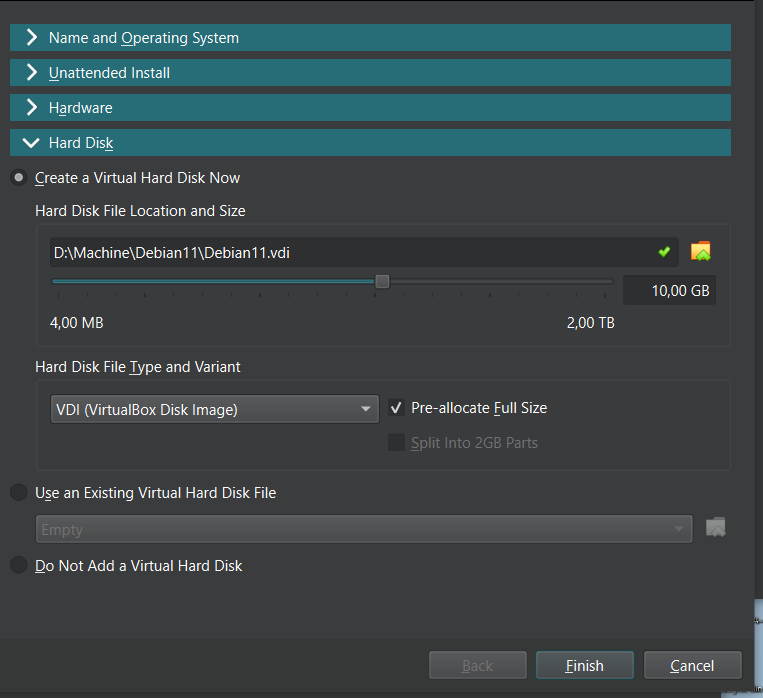 Name and Operating System
Unattended Install
Hardware
Hard Disk
Create a Virtual Hard Disk Now
Hard Disk File Location and Size
D:\Machine\Debian11\Debian11.vdi
10,00 GB
4,00 MB 2,00 TB
Hard Disk File Type and Variant
VDI (VirtualBox Disk Image) Pre-allocate Full Size
Split Into 2GB Parts
Use an Existing Virtual Hard Disk File
Empty
Do Not Add a Virtual Hard Disk
Back Finish Cancel